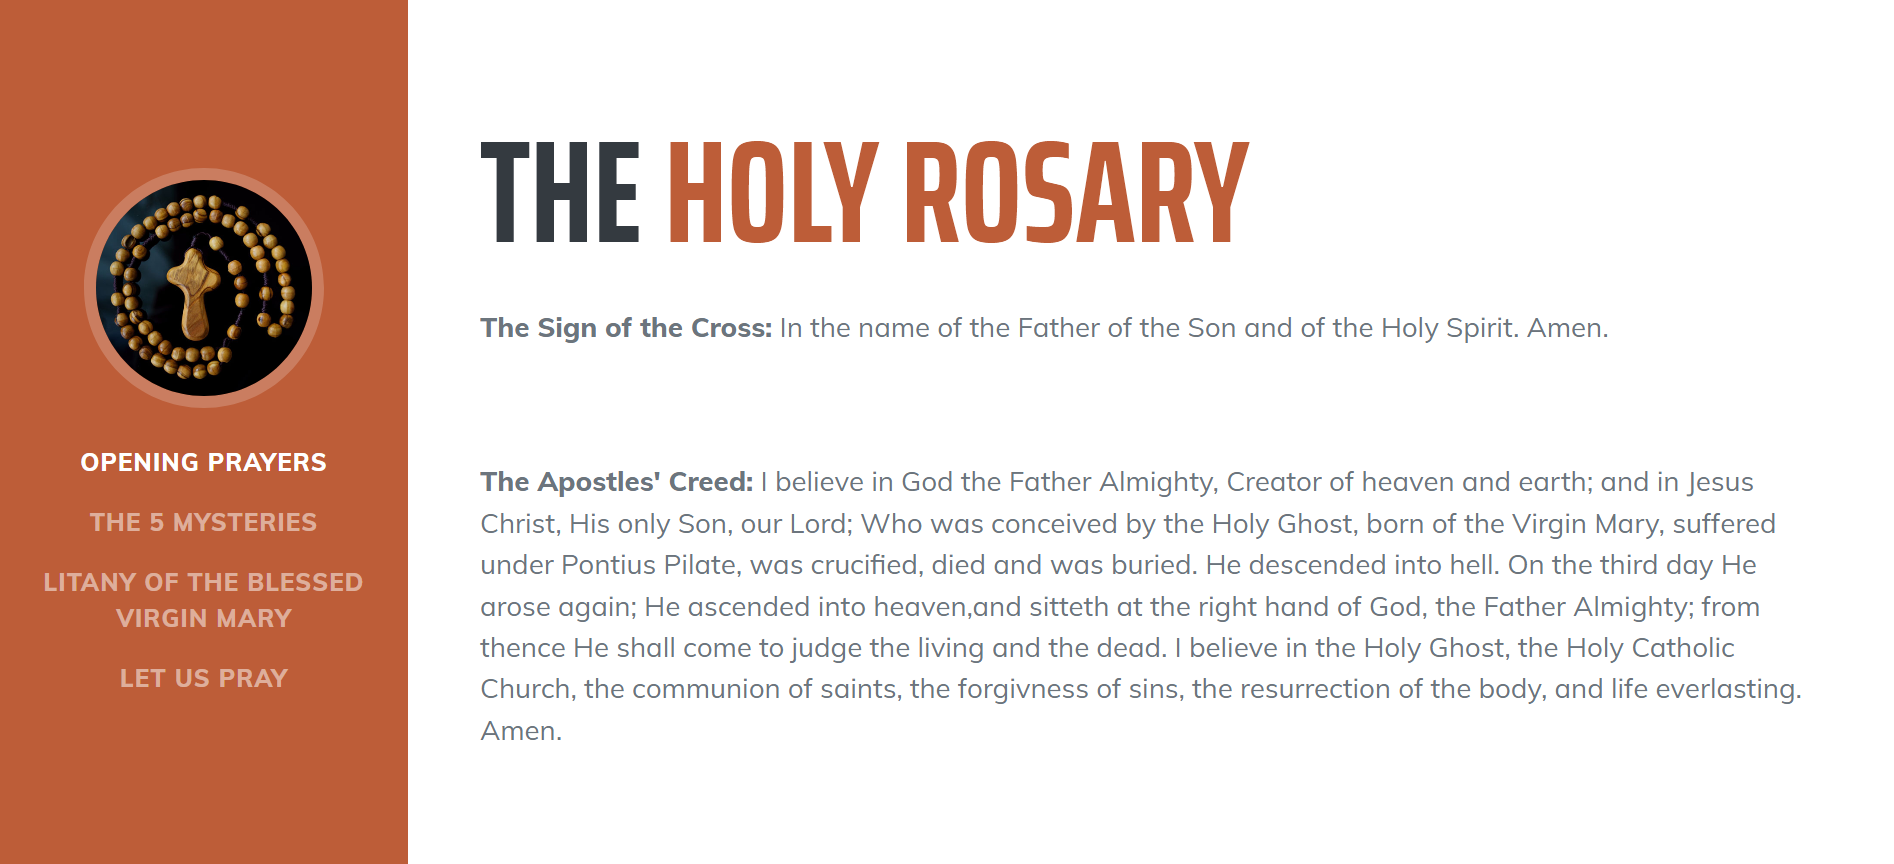 OPENING PRAYERS
THE 5 MYSTERIES
LITANY OF THE BLESSED
VIRGIN MARY
LET US PRAY
THE HOLY ROSARY
The Sign of the Cross: In the name of the Father of the Son and of the Holy Spirit. Amen.
The Apostles' Creed: I believe in God the Father Almighty, Creator of heaven and earth; and in Jesus
Christ, His only Son, our Lord; Who was conceived by the Holy Ghost, born of the Virgin Mary, suffered
under Pontius Pilate, was crucified, died and was buried. He descended into hell. On the third day He
arose again; He ascended into heaven,and sitteth at the right hand of God, the Father Almighty; from
thence He shall come to judge the living and the dead. I believe in the Holy Ghost, the Holy Catholic
Church, the communion of saints, the forgivness of sins, the resurrection of the body, and life everlasting.
Amen.